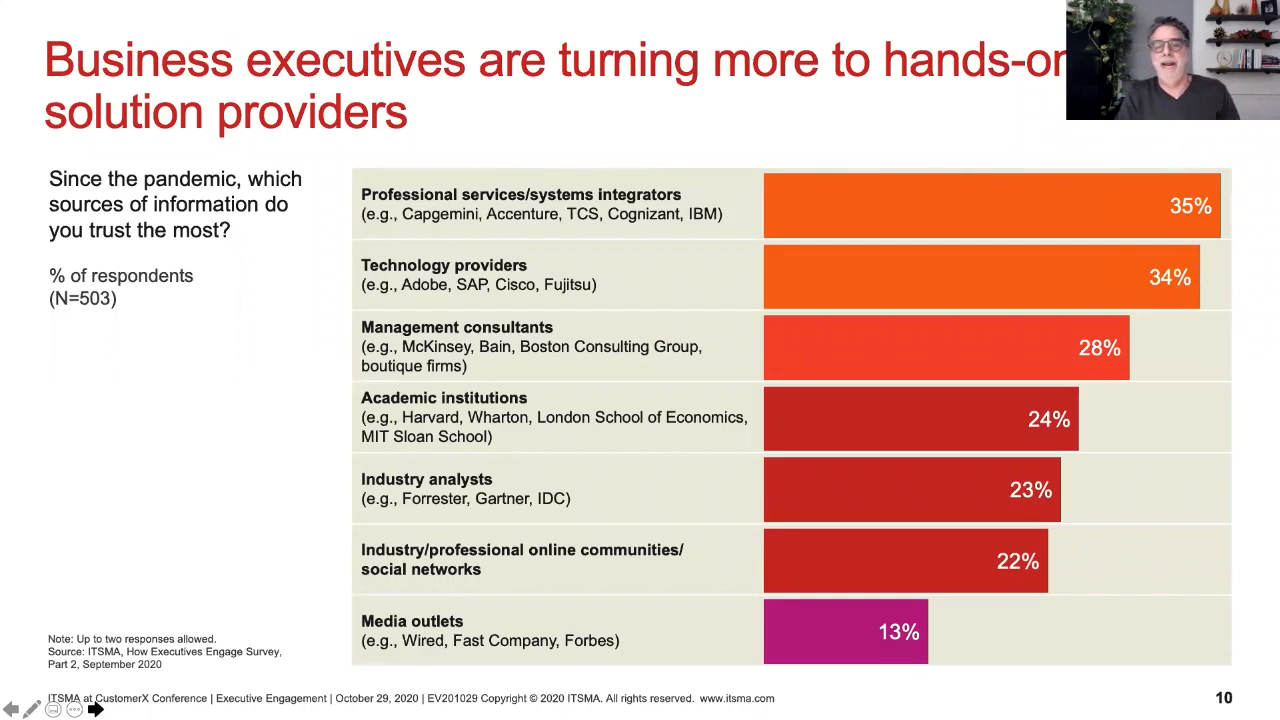 Business executives are turning more to hands-on
solution providers
Since the pandemic, which
sources of information do
you trust the most?
% of respondents
(N=503)
Professional services/systems integrators
(e.g., Capgemini, Accenture, TCS, Cognizant, IBM)
35%
Technology providers
(e.g., Adobe, SAP, Cisco, Fujitsu)
34%
Management consultants
(e.g., McKinsey, Bain, Boston Consulting Group,
boutique firms)
28%
Academic institutions
(e.g., Harvard, Wharton, London School of Economics,
MIT Sloan School)
24%
Industry analysts
(e.g., Forrester, Gartner, IDC)
23%
Industry/professional online communities/
social networks
22%
Media outlets
(e.g., Wired, Fast Company, Forbes)
13%
Note: Up to two responses allowed.
Source: ITSMA, How Executives Engage Survey,
Part 2, September 2020
ITSMA at CustomerX Conference | Executive Engagement | October 29, 2020 | EV201029 Copyright © 2020 ITSMA. All rights reserved. www.itsma.com
10